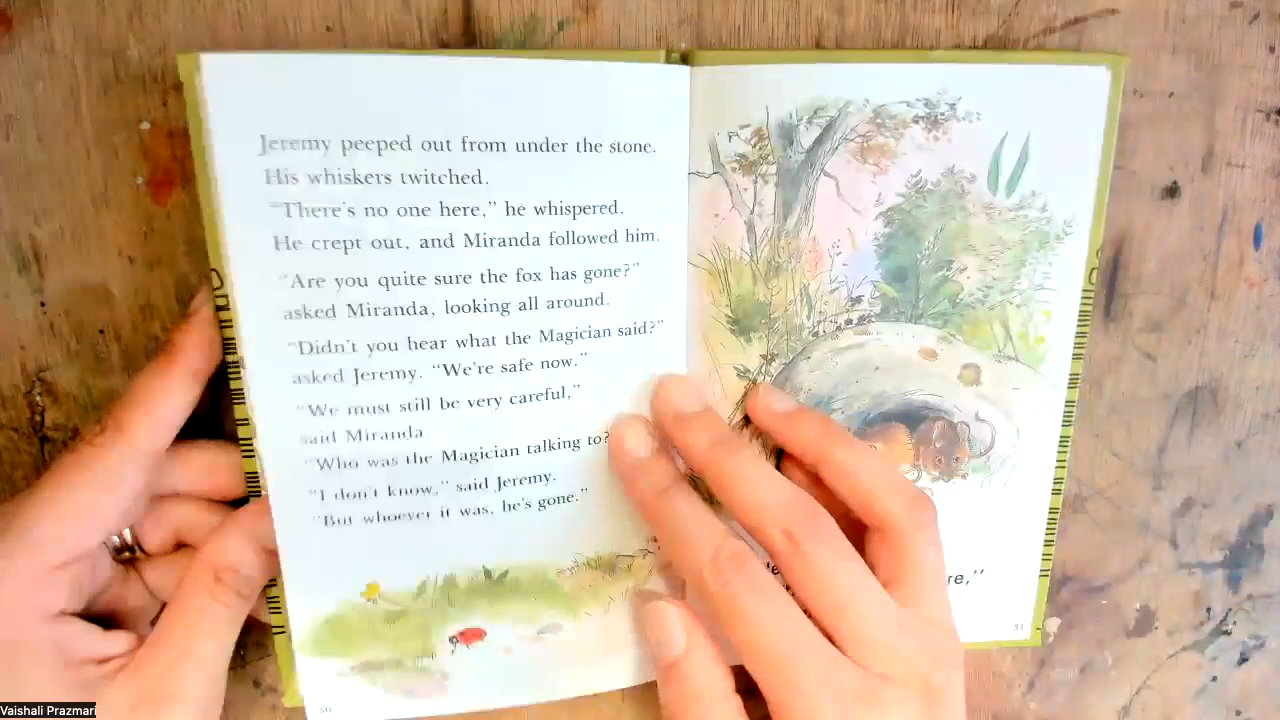 Jeremy peeped out from under the stone.
His whiskers twitched.
"There's no one here," he whispered.
He crept out, and Miranda followed him.
"Are you quite sure the fox has gone?"
asked Miranda, looking all around.
"Didn't you hear what the Magician said?"
asked Jeremy. "We're safe now."
"We must still be very careful,"
said Miranda.
"Who was the Magician talking to?
"I don't know," said Jeremy.
"But whoever it was, he's gone."
50
51
Vaishali Prazmari